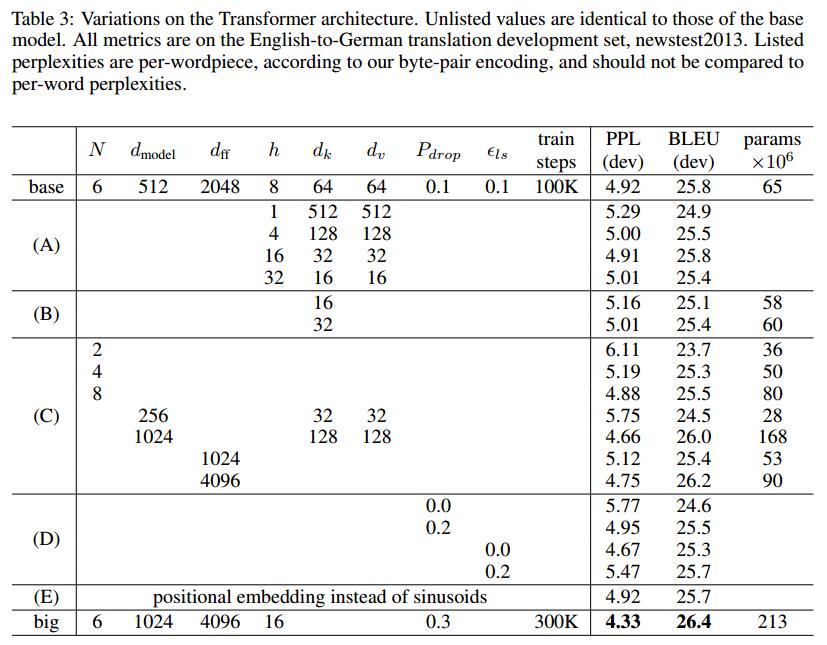 Table 3: Variations on the Transformer architecture. Unlisted values are identical to those of the base
model. All metrics are on the English-to-German translation development set, newstest2013. Listed
perplexities are per-wordpiece, according to our byte-pair encoding, and should not be compared to
per-word perplexities.
N d_model d_ff h d_k d_v P_drop ϵ_ls train steps PPL (dev) BLEU (dev) params ×10^6
base 6 512 2048 8 64 64 0.1 0.1 100K 4.92 25.8 65
(A)
1 512 512 5.29 24.9
4 128 128 5.00 25.5
16 32 32 4.91 25.8
32 16 16 5.01 25.4
(B)
16 5.16 25.1 58
32 5.01 25.4 60
(C)
2 6.11 23.7 36
4 5.19 25.3 50
8 4.88 25.5 80
256 32 32 5.75 24.5 28
1024 128 128 4.66 26.0 168
1024 5.12 25.4 53
4096 4.75 26.2 90
(D)
0.0 5.77 24.6
0.2 4.95 25.5
0.0 4.67 25.3
0.2 5.47 25.7
(E) positional embedding instead of sinusoids 4.92 25.7
big 6 1024 4096 16 0.3 300K 4.33 26.4 213